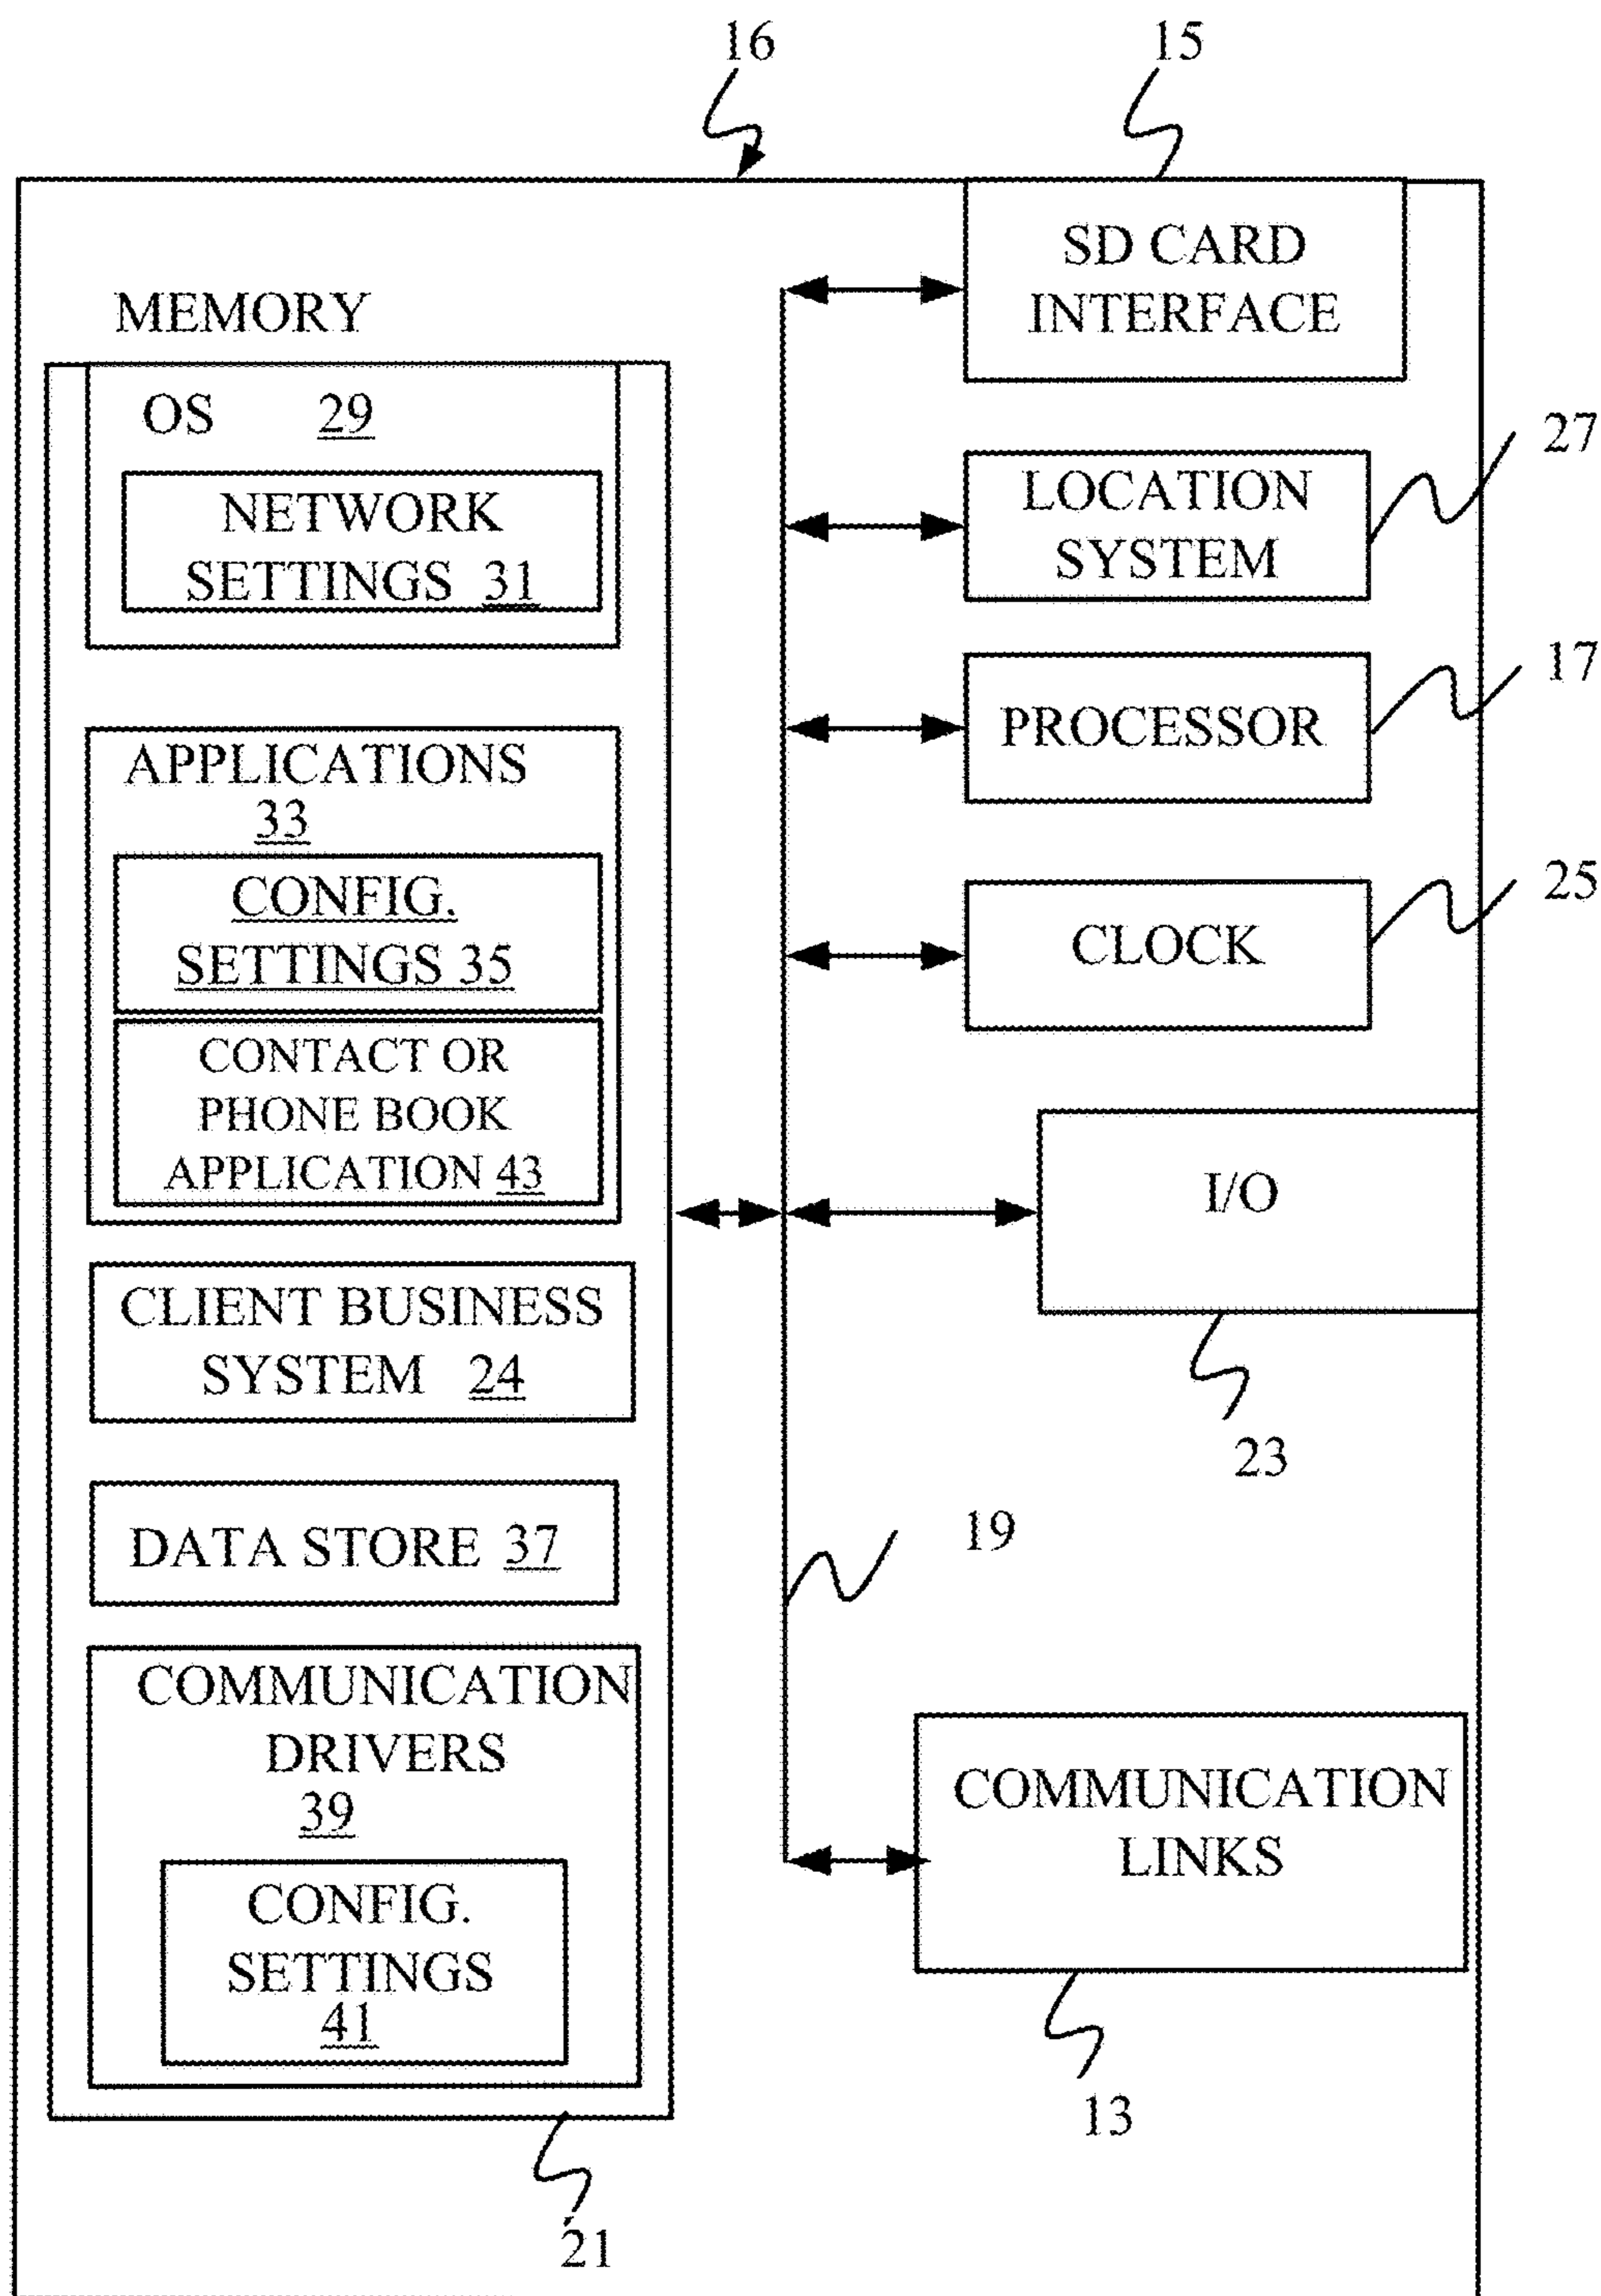 16
15
MEMORY
OS 29
NETWORK
SETTINGS 31
APPLICATIONS
33
CONFIG.
SETTINGS 35
CONTACT OR
PHONE BOOK
APPLICATION 43
CLIENT BUSINESS
SYSTEM 24
DATA STORE 37
COMMUNICATION
DRIVERS
39
CONFIG.
SETTINGS
41
21
SD CARD
INTERFACE
LOCATION
SYSTEM
27
PROCESSOR
17
CLOCK
25
I/O
23
19
COMMUNICATION
LINKS
13